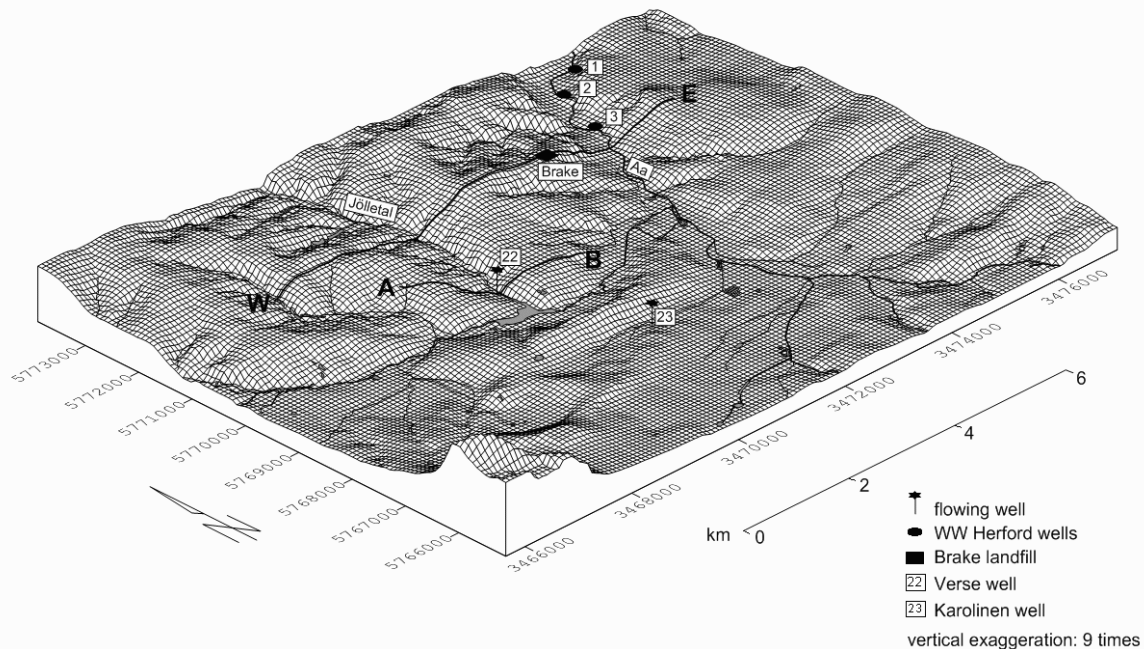 1
2
E
3
Brake
Aa
Jölletal
22
B
A
W
23
5773000
5772000
5771000
5770000
5769000
5768000
5767000
5766000
3476000
3474000
3472000
3470000
3468000
3466000
N
km 0 2 4 6
flowing well
WW Herford wells
Brake landfill
22 Verse well
23 Karolinen well
vertical exaggeration: 9 times